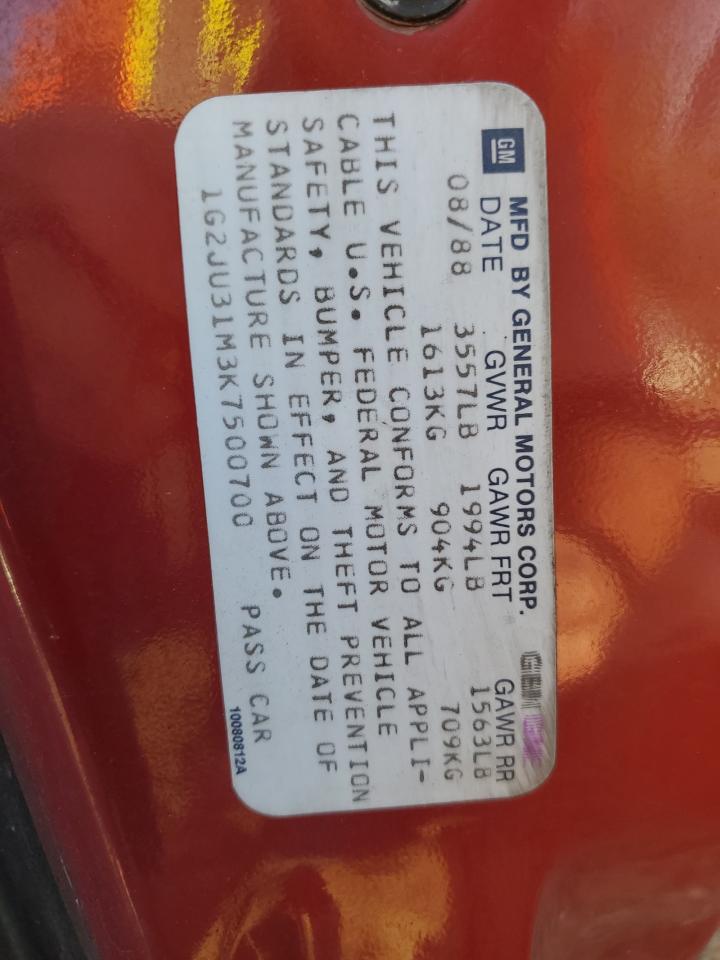 GM MFD BY GENERAL MOTORS CORP.
DATE GVWR GAWR FRT GAWR RR
08/88 3557LB 1994LB 1563LB
1613KG 904KG 709KG
THIS VEHICLE CONFORMS TO ALL APPLI-
CABLE U.S. FEDERAL MOTOR VEHICLE
SAFETY, BUMPER, AND THEFT PREVENTION
STANDARDS IN EFFECT ON THE DATE OF
MANUFACTURE SHOWN ABOVE.
1G2JU31M3K7500700 PASS CAR
10080812A